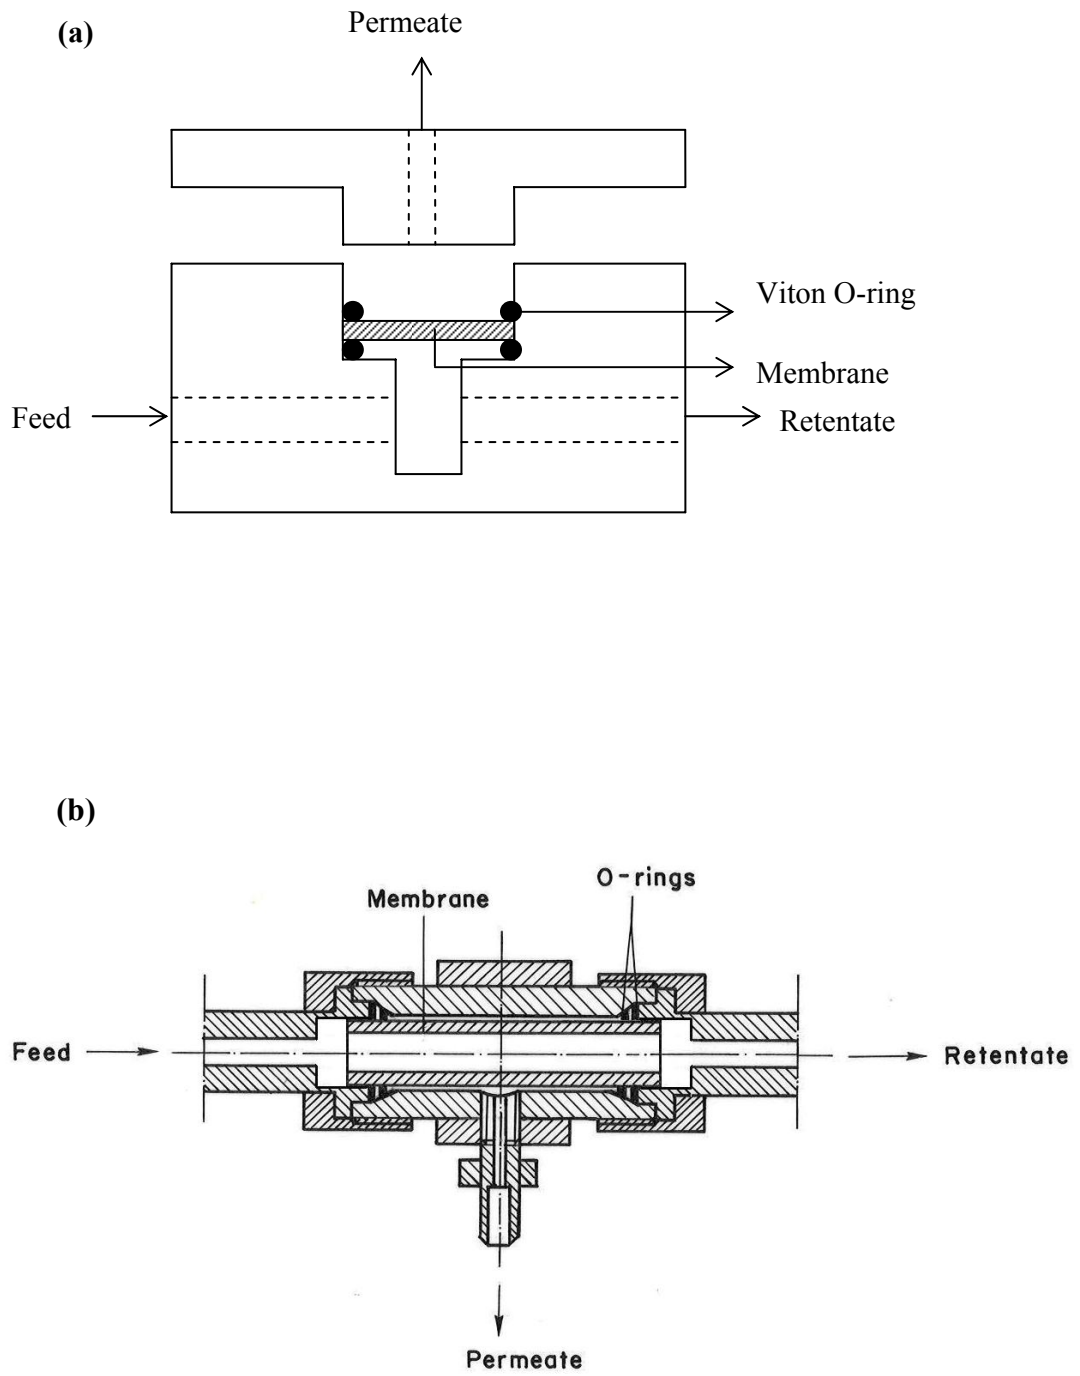 (a)
Permeate
Viton O-ring
Membrane
Feed
Retentate
(b)
O-rings
Membrane
Feed
Retentate
Permeate